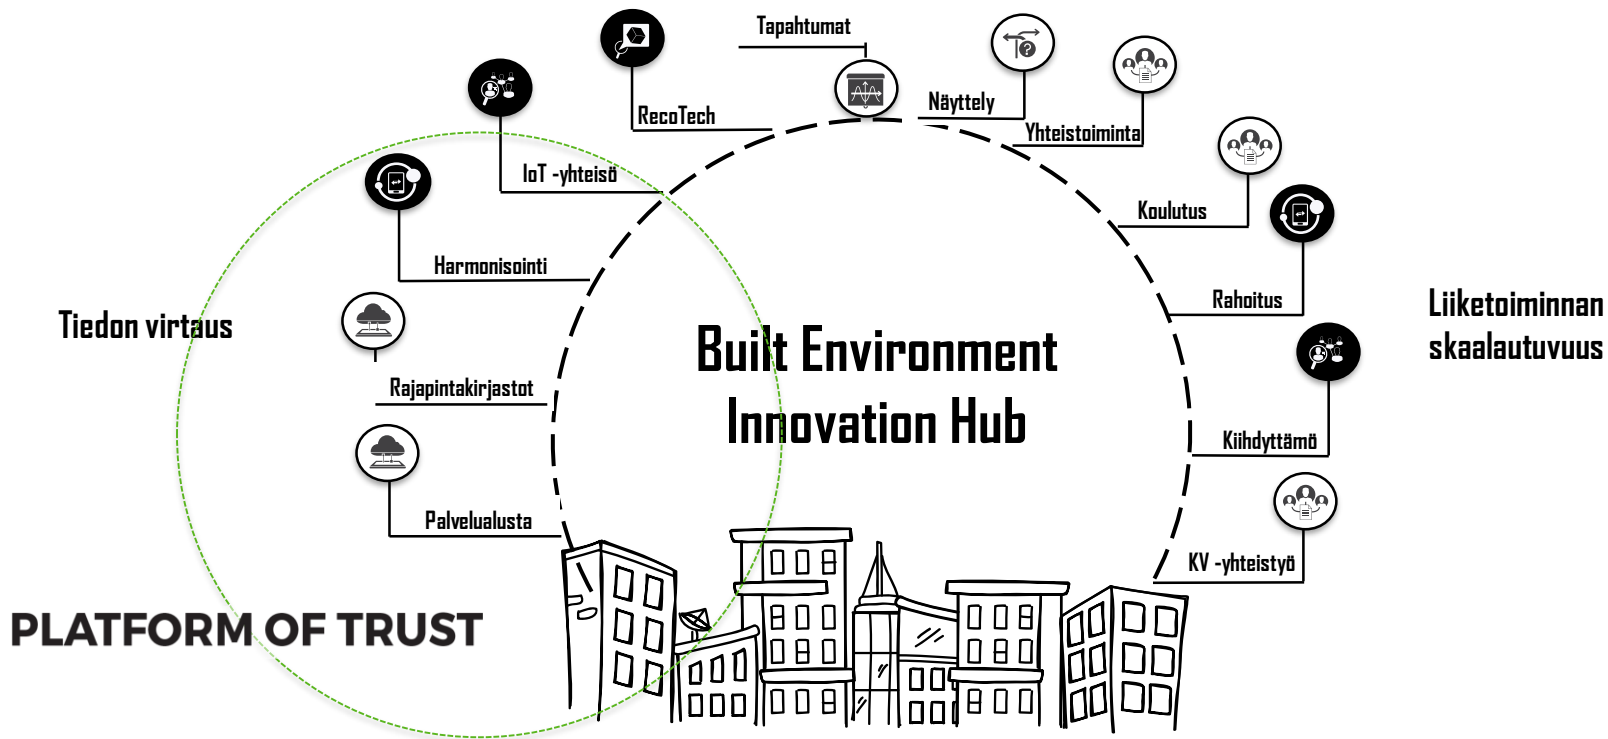 Tapahtumat
RecoTech
Näyttely
Yhteistoiminta
IoT -yhteisö
Koulutus
Harmonisointi
Rahoitus
Tiedon virtaus
Liiketoiminnan
skaalautuvuus
Built Environment
Innovation Hub
Rajapintakirjastot
Kiihdyttämö
Palvelualusta
KV -yhteistyö
PLATFORM OF TRUST